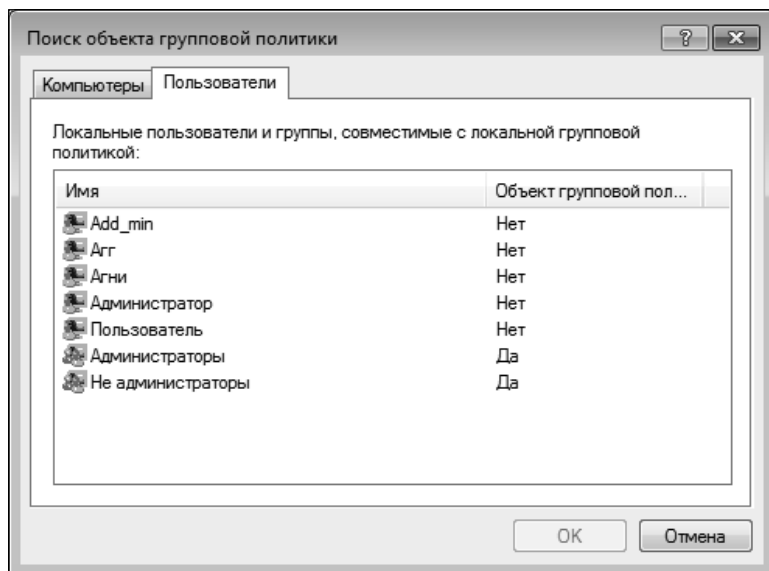 Поиск объекта групповой политики
Компьютеры Пользователи
Локальные пользователи и группы, совместимые с локальной групповой
политикой:
Имя Объект групповой пол...
Add_min Нет
Агг Нет
Агни Нет
Администратор Нет
Пользователь Нет
Администраторы Да
Не администраторы Да
OK Отмена